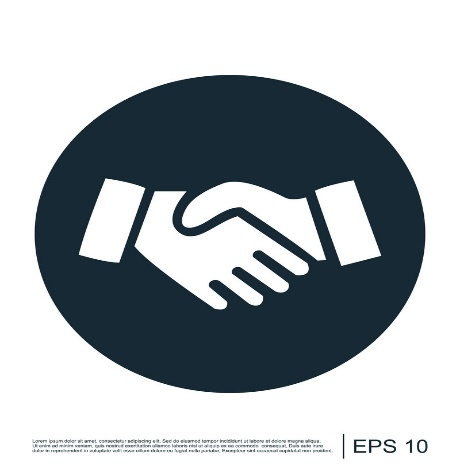 Lorem ipsum dolor sit amet, consectetur adipiscing elit. Sed do eiusmod tempor incididunt ut labore et dolore magna aliqua.
Ut enim ad minim veniam, quis nostrud exercitation ullamco laboris nisi ut aliquip ex ea commodo consequat. Duis aute irure
dolor in reprehenderit in voluptate velit esse cillum dolore eu fugiat nulla pariatur. Excepteur sint occaecat cupidatat non proident.
EPS 10